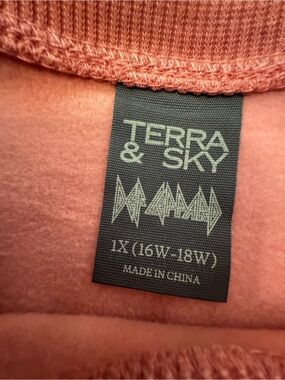 TERRA
& SKY
DEF LEPPARD
1X (16W-18W)
MADE IN CHINA